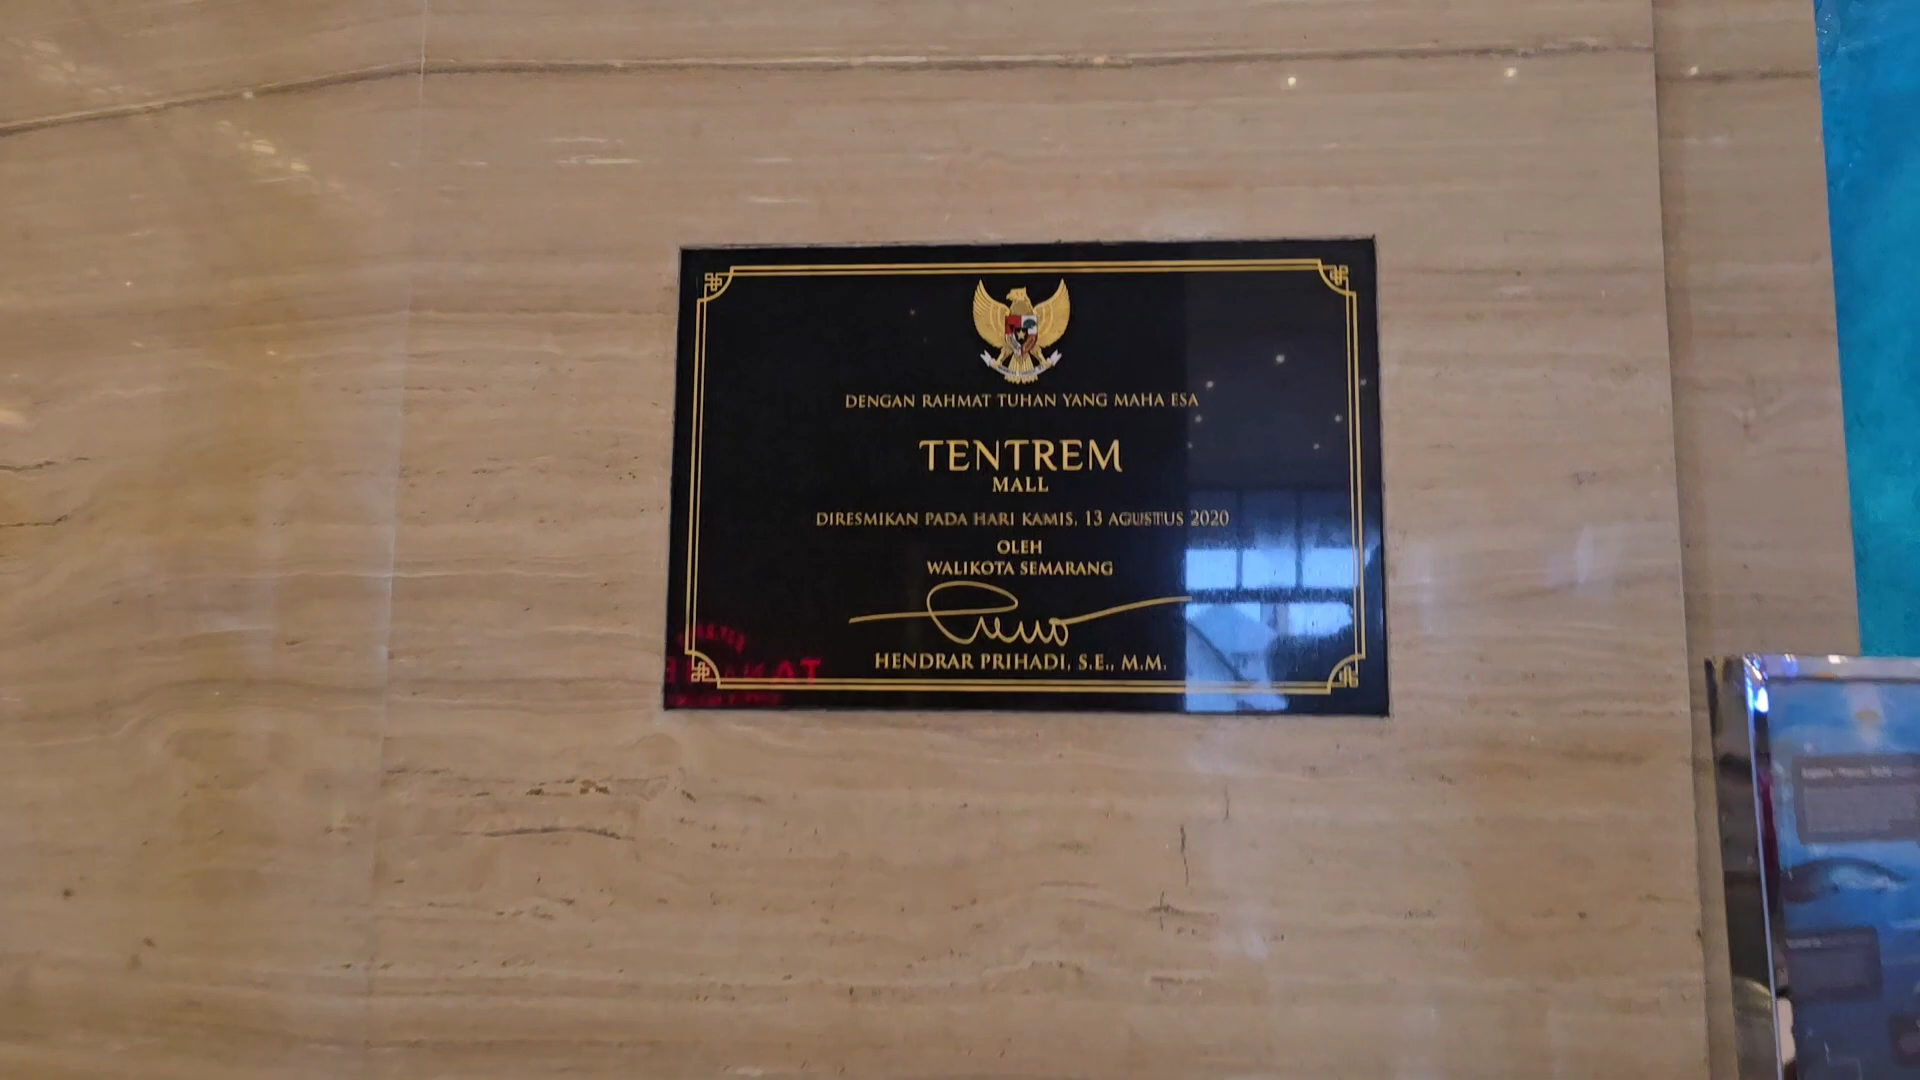 DENGAN RAHMAT TUHAN YANG MAHA ESA
TENTREM
MALL
DIRESMIKAN PADA HARI KAMIS, 13 AGUSTUS 2020
OLEH
WALIKOTA SEMARANG
HENDRAR PRIHADI, S.E., M.M.